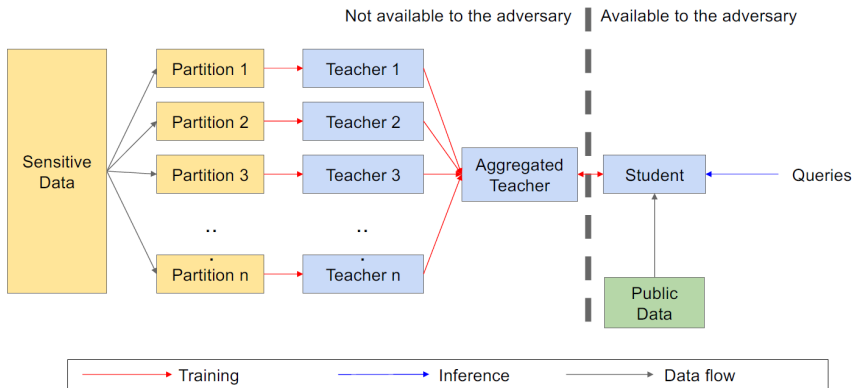 Not available to the adversary
Available to the adversary
Sensitive
Data
Partition 1
Teacher 1
Partition 2
Teacher 2
Partition 3
Teacher 3
..
..
.
.
Partition n
Teacher n
Aggregated
Teacher
Student
Queries
Public
Data
Training
Inference
Data flow